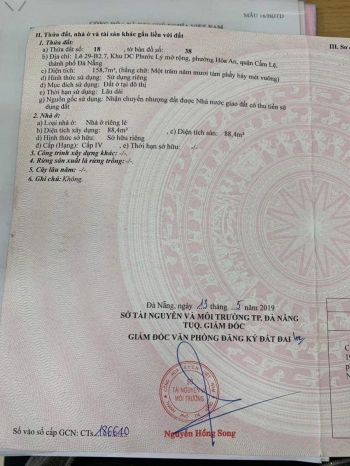 MẪU 16/BĐTD
II. Thửa đất, nhà ở và tài sản khác gắn liền với đất
III. Sơ
1. Thửa đất:
a) Thửa đất số: 18 , tờ bản đồ số: 38
b) Địa chỉ: Lô 29-B2.7, Khu DC Phước Lý mở rộng, phường Hòa An, quận Cẩm Lệ,
thành phố Đà Nẵng
c) Diện tích: 158,7m², (bằng chữ: Một trăm năm mươi tám phẩy bảy mét vuông)
d) Hình thức sử dụng: Sử dụng riêng
đ) Mục đích sử dụng: Đất ở tại đô thị
e) Thời hạn sử dụng: Lâu dài
g) Nguồn gốc sử dụng: Nhận chuyển nhượng đất được Nhà nước giao đất có thu tiền sử
dụng đất
2. Nhà ở:
a) Loại nhà ở: Nhà ở riêng lẻ
b) Diện tích xây dựng: 88,4m² , c) Diện tích sàn: 88,4m²
d) Hình thức sở hữu: Sở hữu riêng
đ) Cấp (Hạng): Cấp IV , e) Thời hạn sở hữu: -/-
3. Công trình xây dựng khác: -/-
4. Rừng sản xuất là rừng trồng: -/-
5. Cây lâu năm: -/-
6. Ghi chú: Không
Đà Nẵng, ngày 13 tháng 5 năm 2019
SỞ TÀI NGUYÊN VÀ MÔI TRƯỜNG TP. ĐÀ NẴNG
TUQ. GIÁM ĐỐC
GIÁM ĐỐC VĂN PHÒNG ĐĂNG KÝ ĐẤT ĐAI
SỞ
TÀI NGUYÊN
VÀ
MÔI TRƯỜNG
Số vào sổ cấp GCN: CTs 186610
Nguyễn Hồng Song